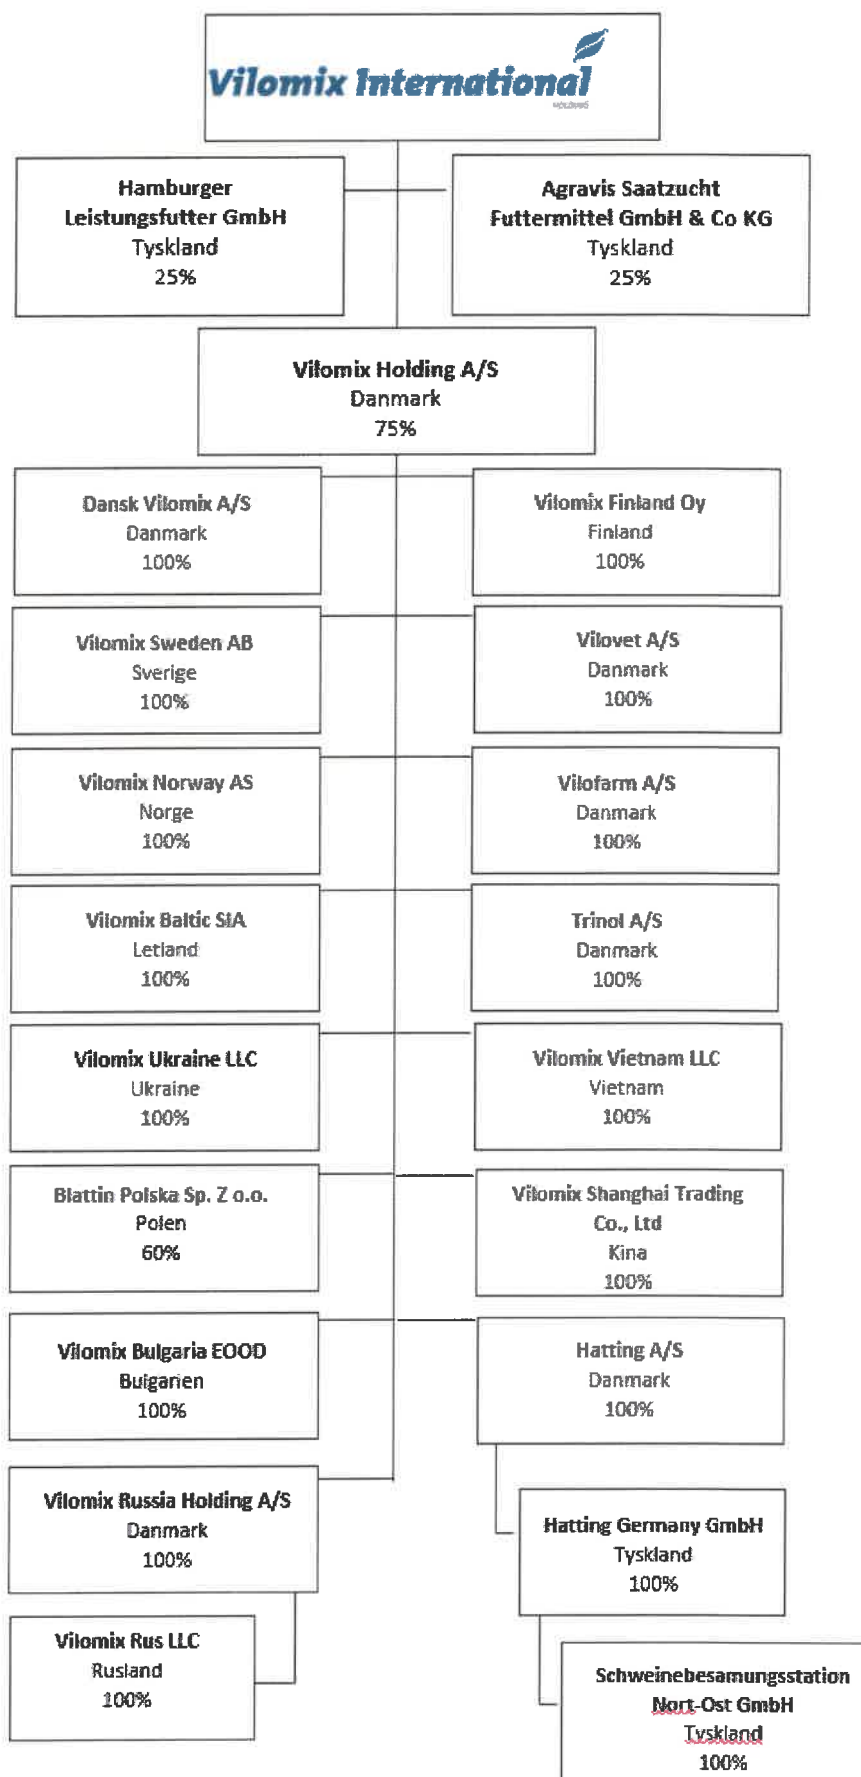 Vilomix International
HOLDING
Hamburger
Leistungsfutter GmbH
Tyskland
25%
Agravis Saatzucht
Futtermittel GmbH & Co KG
Tyskland
25%
Vilomix Holding A/S
Danmark
75%
Dansk Vilomix A/S
Danmark
100%
Vilomix Finland Oy
Finland
100%
Vilomix Sweden AB
Sverige
100%
Vilovet A/S
Danmark
100%
Vilomix Norway AS
Norge
100%
Vilofarm A/S
Danmark
100%
Vilomix Baltic SIA
Letland
100%
Trinol A/S
Danmark
100%
Vilomix Ukraine LLC
Ukraine
100%
Vilomix Vietnam LLC
Vietnam
100%
Blattin Polska Sp. Z o.o.
Polen
60%
Vilomix Shanghai Trading
Co., Ltd
Kina
100%
Vilomix Bulgaria EOOD
Bulgarien
100%
Hatting A/S
Danmark
100%
Vilomix Russia Holding A/S
Danmark
100%
Hatting Germany GmbH
Tyskland
100%
Vilomix Rus LLC
Rusland
100%
Schweinebesamungsstation
Nort-Ost GmbH
Tyskland
100%